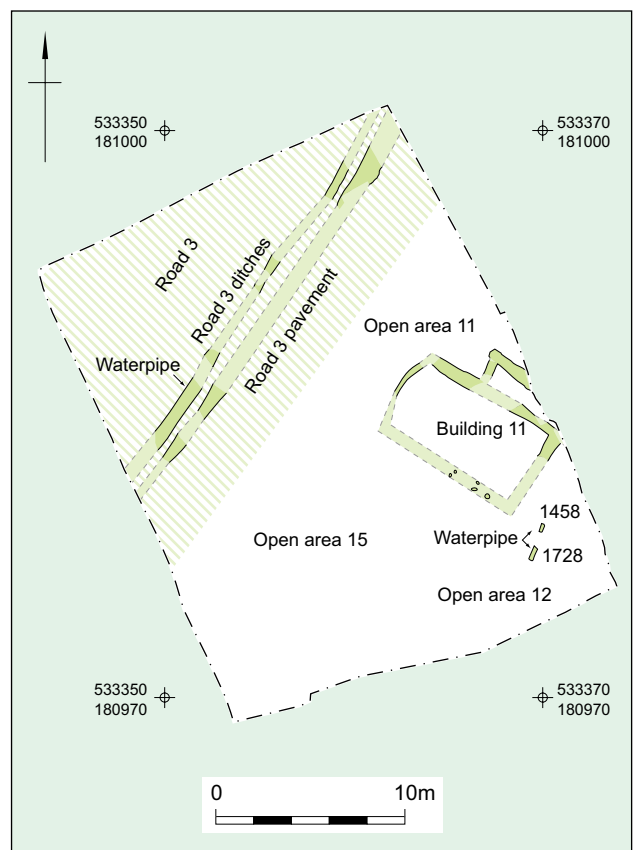 533350
181000
533370
181000
Road 3
Road 3 ditches
Road 3 pavement
Open area 11
Waterpipe
Building 11
1458
Waterpipe
1728
Open area 15
Open area 12
533350
180970
533370
180970
0 10m